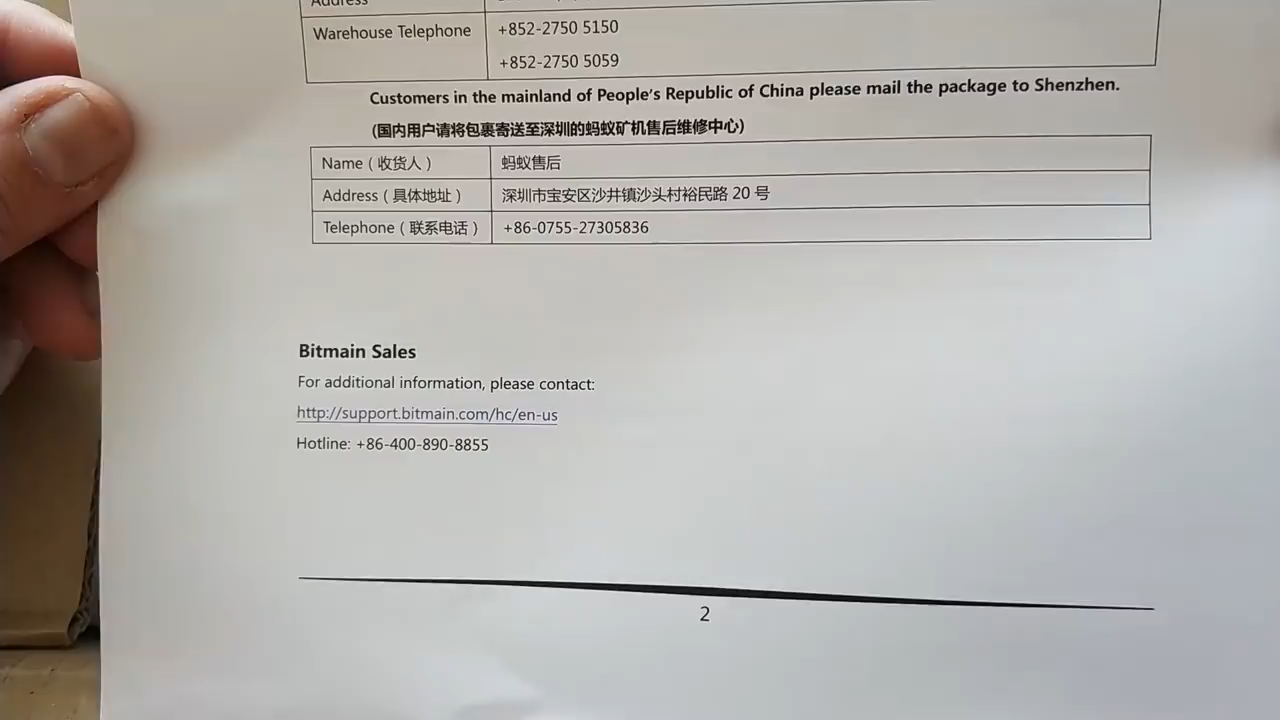 Address
Warehouse Telephone +852-2750 5150
+852-2750 5059
Customers in the mainland of People's Republic of China please mail the package to Shenzhen.
(国内用户请将包裹寄送至深圳的蚂蚁矿机售后维修中心)
Name（收货人） 蚂蚁售后
Address（具体地址） 深圳市宝安区沙井镇沙头村裕民路 20 号
Telephone（联系电话） +86-0755-27305836
Bitmain Sales
For additional information, please contact:
http://support.bitmain.com/hc/en-us
Hotline: +86-400-890-8855
2